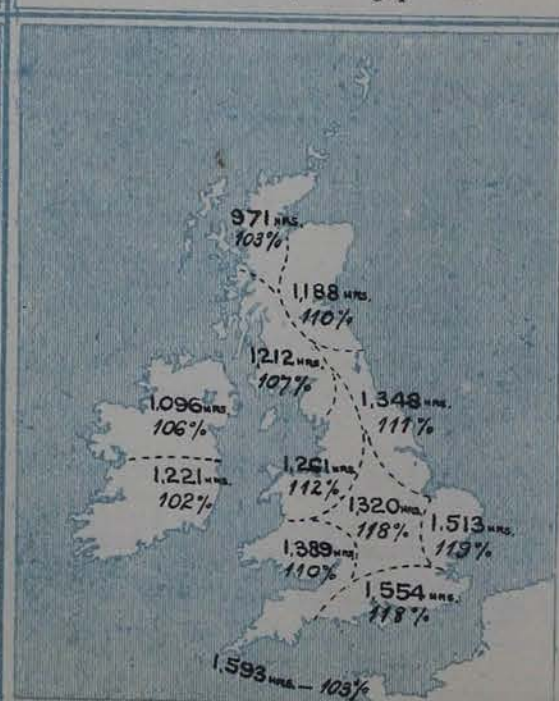 971 HRS.
103%
1,188 HRS.
110%
1,212 HRS.
107%
1,096 HRS.
106%
1,348 HRS.
111%
1,221 HRS.
102%
1,261 HRS.
112%
1,320 HRS.
118%
1,513 HRS.
119%
1,389 HRS.
110%
1,554 HRS.
118%
1,593 HRS. — 103%